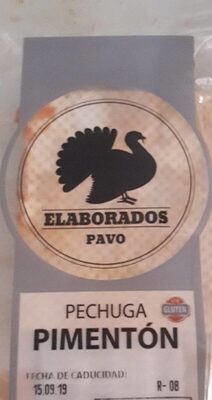 ELABORADOS
PAVO
PECHUGA
GLUTEN
PIMENTÓN
FECHA DE CADUCIDAD:
15.09.19 R- 08